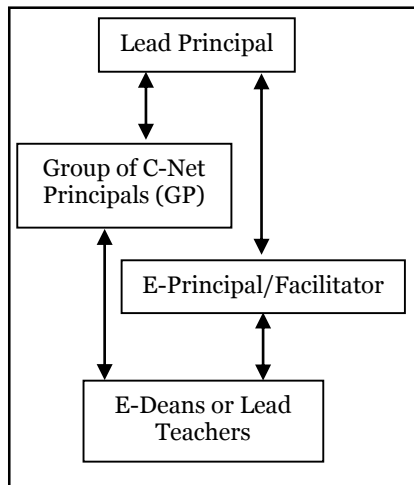 Lead Principal
Group of C-Net
Principals (GP)
E-Principal/Facilitator
E-Deans or Lead
Teachers